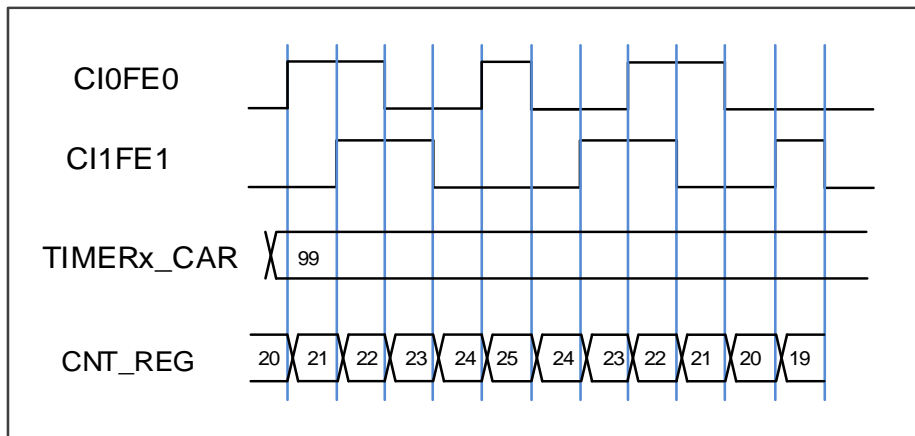 CI0FE0
CI1FE1
TIMERx_CAR 99
CNT_REG 20 21 22 23 24 25 24 23 22 21 20 19